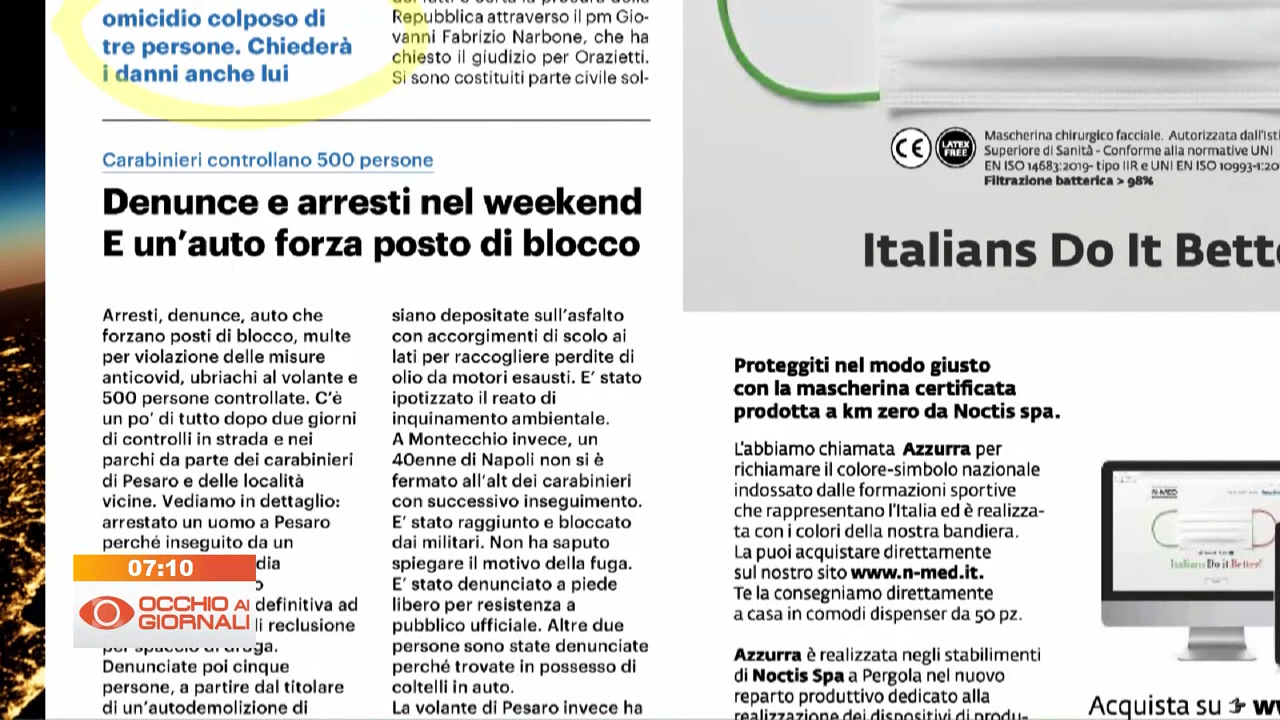 omicidio colposo di
tre persone. Chiederà
i danni anche lui
Repubblica attraverso il pm Gio-
vanni Fabrizio Narbone, che ha
chiesto il giudizio per Orazietti.
Si sono costituiti parte civile sol-
Carabinieri controllano 500 persone
Denunce e arresti nel weekend
E un'auto forza posto di blocco
Arresti, denunce, auto che
forzano posti di blocco, multe
per violazione delle misure
anticovid, ubriachi al volante e
500 persone controllate. C'è
un po' di tutto dopo due giorni
di controlli in strada e nei
parchi da parte dei carabinieri
di Pesaro e delle località
vicine. Vediamo in dettaglio:
arrestato un uomo a Pesaro
perché inseguito da un
definitiva ad
di reclusione
per spaccio di droga.
Denunciate poi cinque
persone, a partire dal titolare
di un'autodemolizione di
siano depositate sull'asfalto
con accorgimenti di scolo ai
lati per raccogliere perdite di
olio da motori esausti. E' stato
ipotizzato il reato di
inquinamento ambientale.
A Montecchio invece, un
40enne di Napoli non si è
fermato all'alt dei carabinieri
con successivo inseguimento.
E' stato raggiunto e bloccato
dai militari. Non ha saputo
spiegare il motivo della fuga.
E' stato denunciato a piede
libero per resistenza a
pubblico ufficiale. Altre due
persone sono state denunciate
perché trovate in possesso di
coltelli in auto.
La volante di Pesaro invece ha
07:10
OCCHIO AI
GIORNALI
CE
LATEX
FREE
Mascherina chirurgico facciale. Autorizzata dall'Isti
Superiore di Sanità - Conforme alla normative UNI
EN ISO 14683:2019- tipo IIR e UNI EN ISO 10993-1:20
Filtrazione batterica > 98%
Italians Do It Bette
Proteggiti nel modo giusto
con la mascherina certificata
prodotta a km zero da Noctis spa.
L'abbiamo chiamata Azzurra per
richiamare il colore-simbolo nazionale
indossato dalle formazioni sportive
che rappresentano l'Italia ed è realizza-
ta con i colori della nostra bandiera.
La puoi acquistare direttamente
sul nostro sito www.n-med.it.
Te la consegniamo direttamente
a casa in comodi dispenser da 50 pz.
Azzurra è realizzata negli stabilimenti
di Noctis Spa a Pergola nel nuovo
reparto produttivo dedicato alla
realizzazione dei dispositivi di produ-
N-MED
Italians Do it Better!
Acquista su